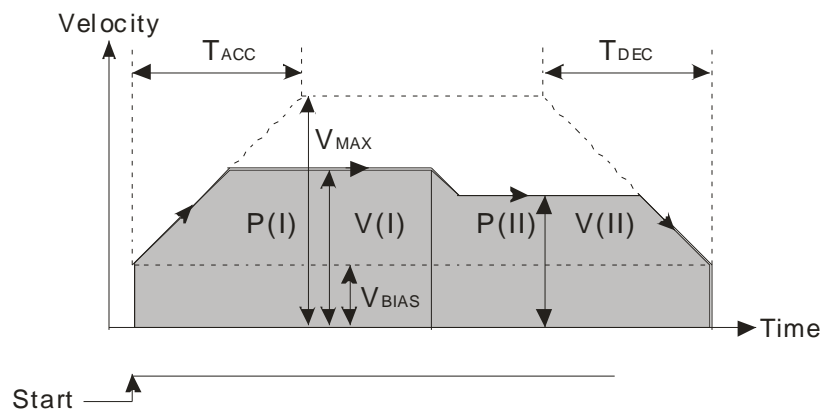 Velocity
TACC
TDEC
VMAX
P(I)
V(I)
P(II)
V(II)
VBIAS
Time
Start